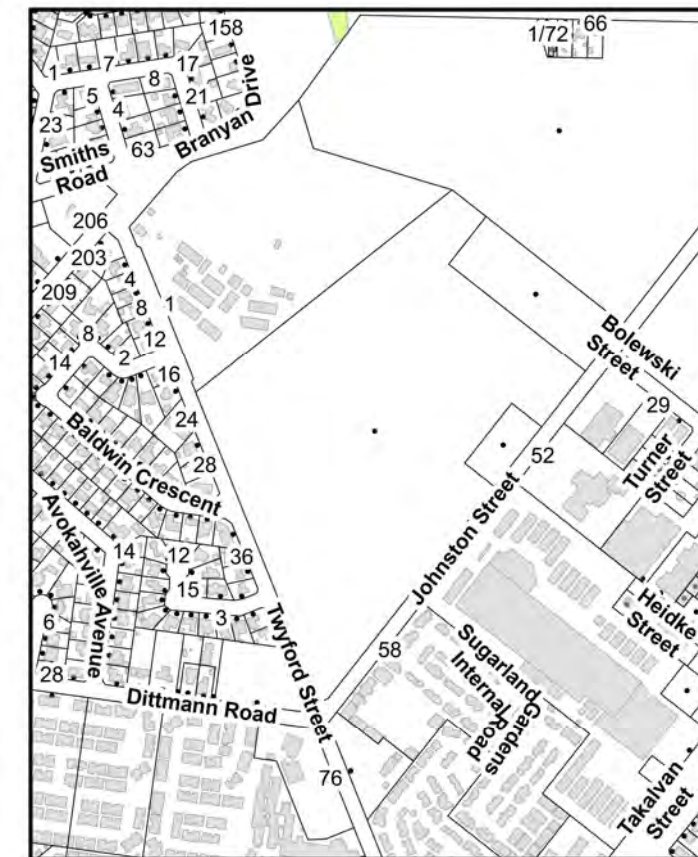 158
66
1/72
1
7
17
8
5
4
21
23
63
Branyan Drive
Smiths
Road
206
203
4
209
8
1
12
8
2
14
16
24
28
Baldwin Crescent
Bolewski
Street
29
52
Turner
Street
Johnston Street
Avokahville Avenue
14
12
15
36
3
6
28
Twyford Street
Heidke
Street
58
Sugarland
Gardens
Internal
Road
Dittmann Road
76
Takalvan
Street